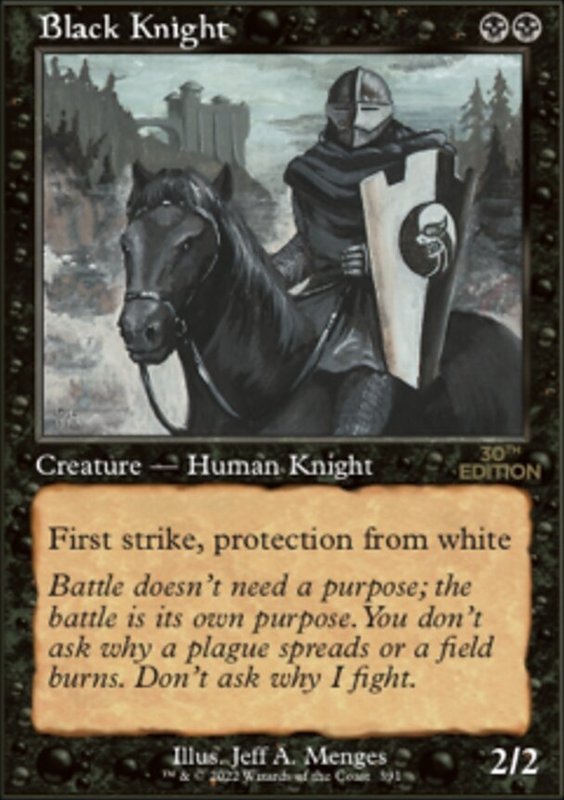 Black Knight
Creature — Human Knight
30TH
EDITION
First strike, protection from white
Battle doesn't need a purpose; the
battle is its own purpose. You don't
ask why a plague spreads or a field
burns. Don't ask why I fight.
Illus. Jeff A. Menges
™ & © 2022 Wizards of the Coast
2/2